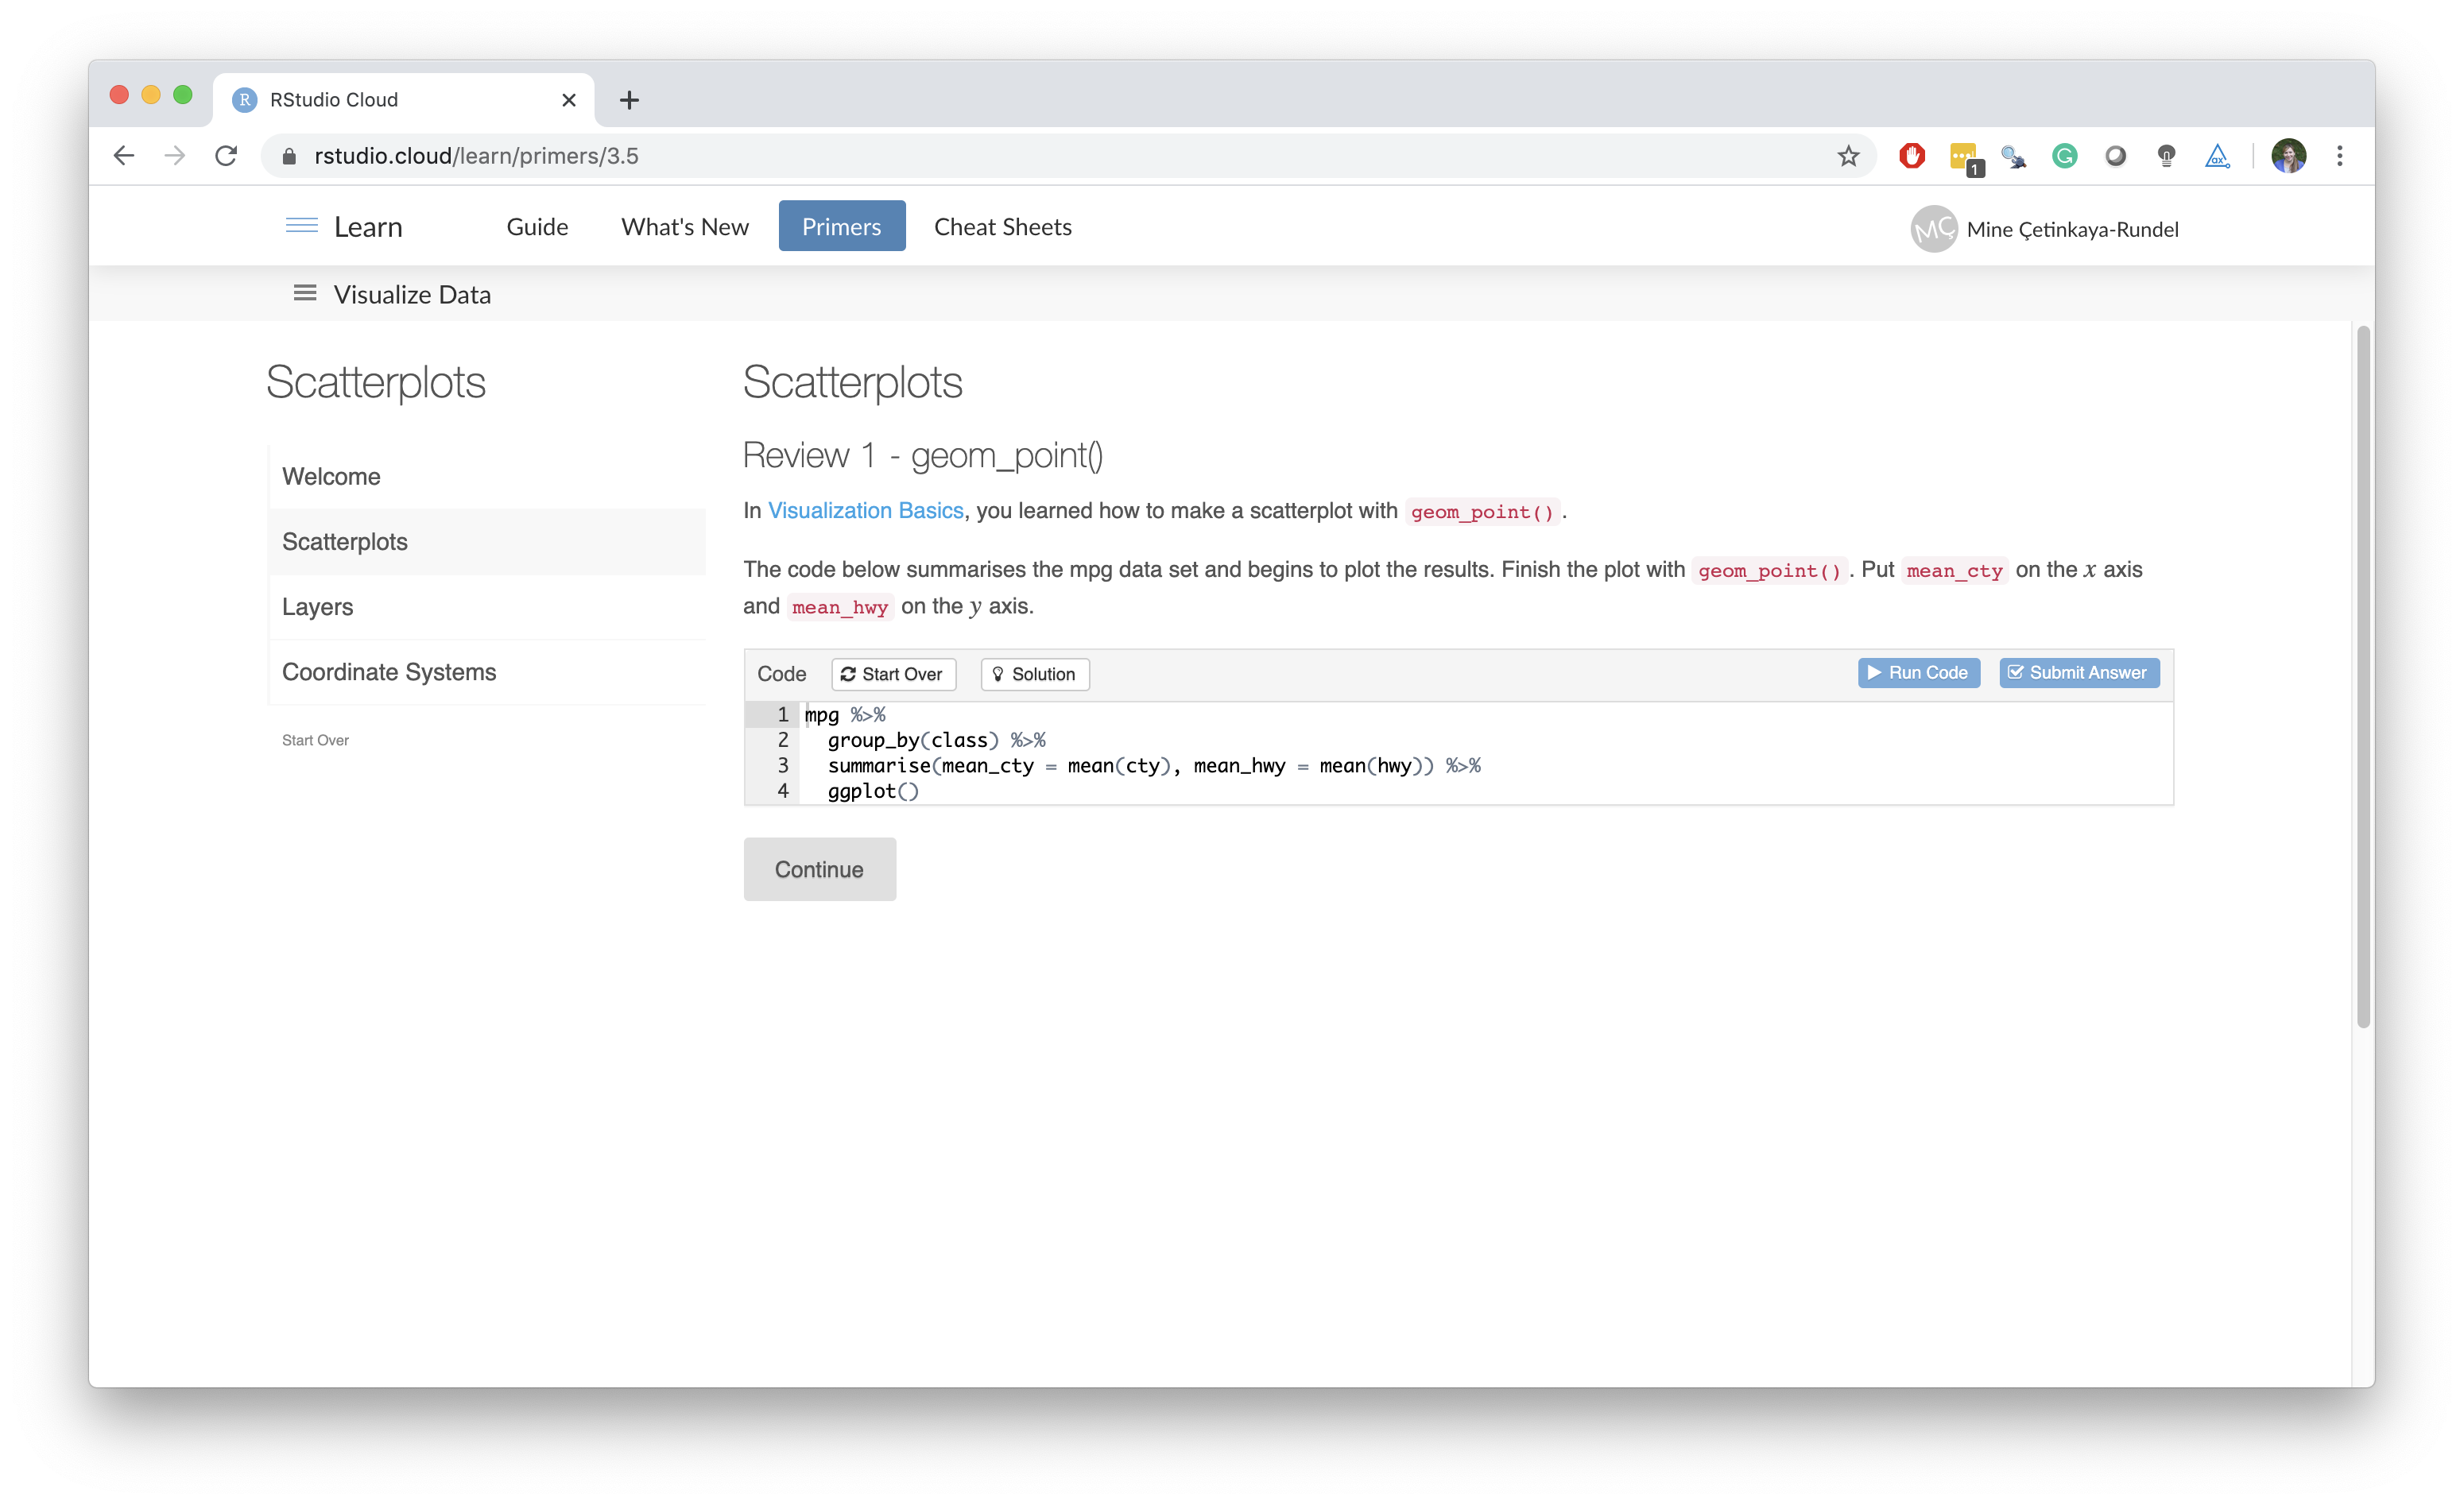 RStudio Cloud
rstudio.cloud/learn/primers/3.5
1
Learn Guide What's New Primers Cheat Sheets MÇ Mine Çetinkaya-Rundel
Visualize Data
Scatterplots
Welcome
Scatterplots
Layers
Coordinate Systems
Start Over
Scatterplots
Review 1 - geom_point()
In Visualization Basics, you learned how to make a scatterplot with geom_point().
The code below summarises the mpg data set and begins to plot the results. Finish the plot with geom_point(). Put mean_cty on the x axis
and mean_hwy on the y axis.
Code Start Over Solution Run Code Submit Answer
1 mpg %>%
2 group_by(class) %>%
3 summarise(mean_cty = mean(cty), mean_hwy = mean(hwy)) %>%
4 ggplot()
Continue